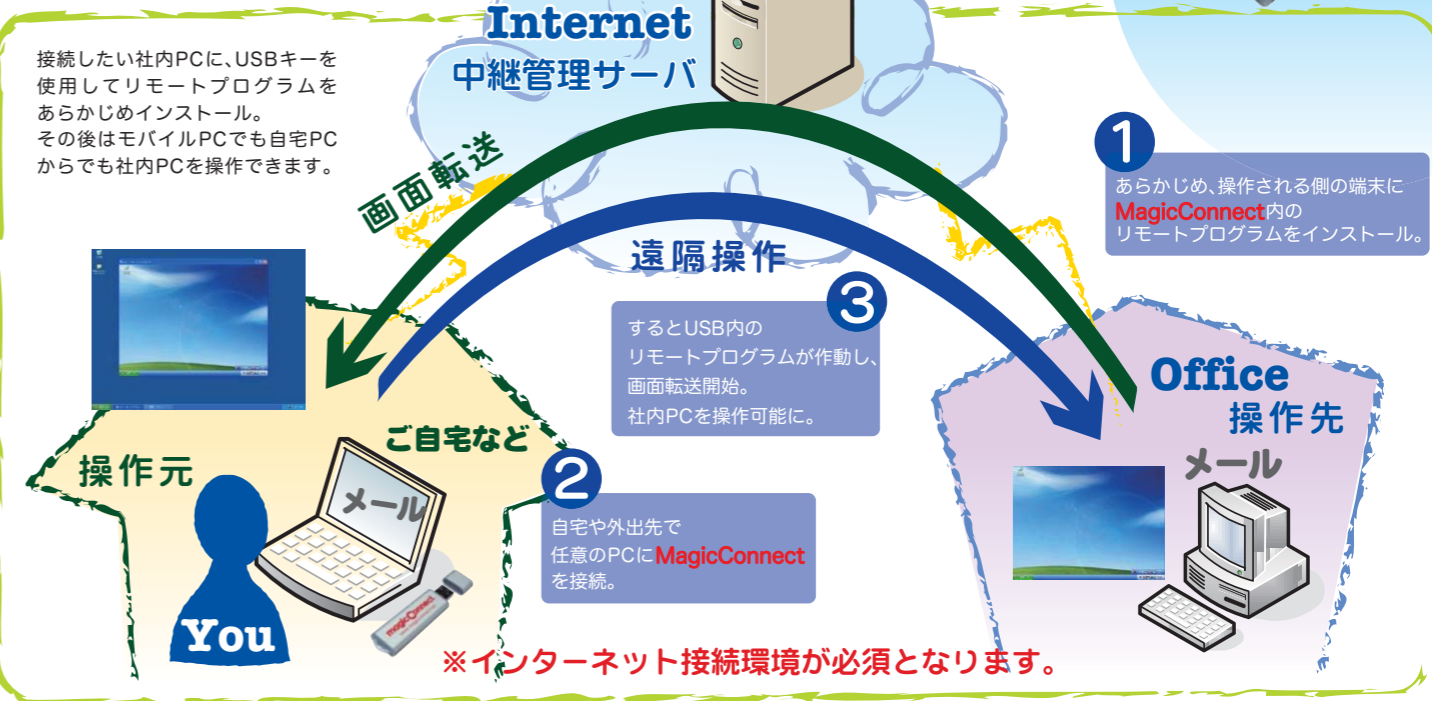 Internet
中継管理サーバ
接続したい社内PCに、USBキーを
使用してリモートプログラムを
あらかじめインストール。
その後はモバイルPCでも自宅PC
からでも社内PCを操作できます。
画面転送
遠隔操作
1
あらかじめ、操作される側の端末に
MagicConnect内の
リモートプログラムをインストール。
3
するとUSB内の
リモートプログラムが作動し、
画面転送開始。
社内PCを操作可能に。
Office
操作先
メール
ご自宅など
操作元
メール
You
magicConnect
2
自宅や外出先で
任意のPCにMagicConnect
を接続。
※インターネット接続環境が必須となります。